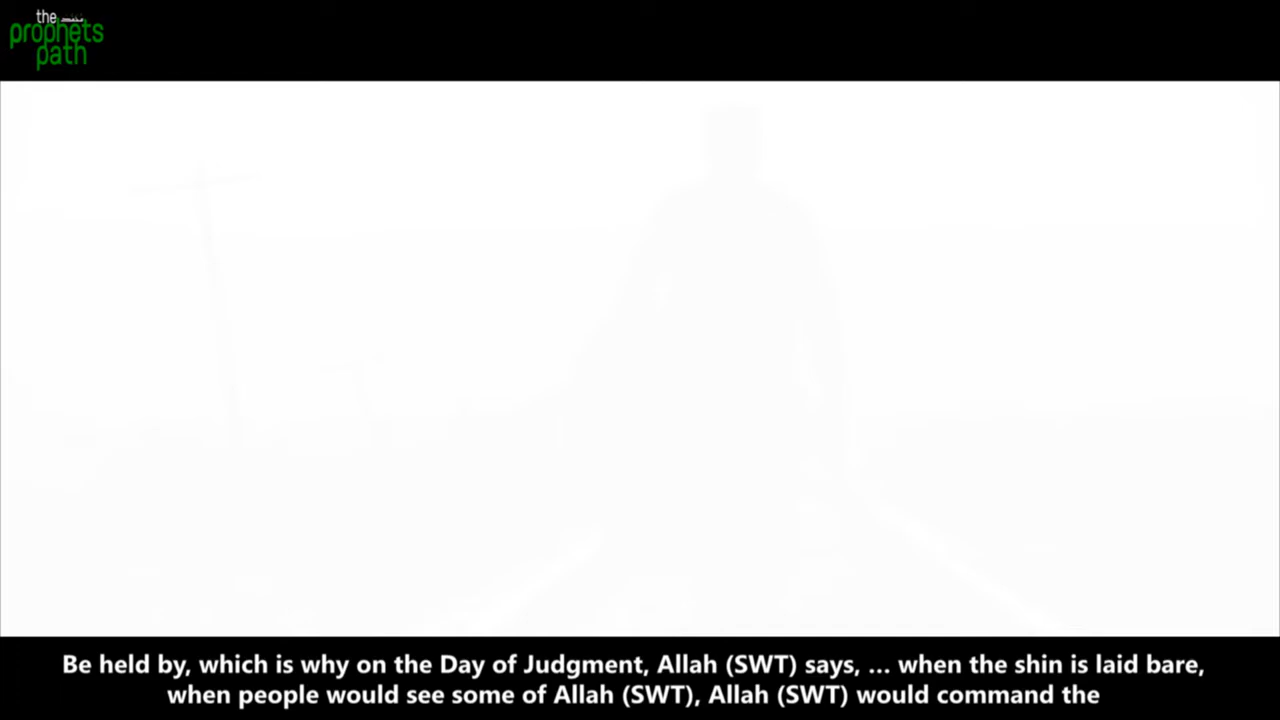 the
prophets
path
Be held by, which is why on the Day of Judgment, Allah (SWT) says, ... when the shin is laid bare,
when people would see some of Allah (SWT), Allah (SWT) would command the